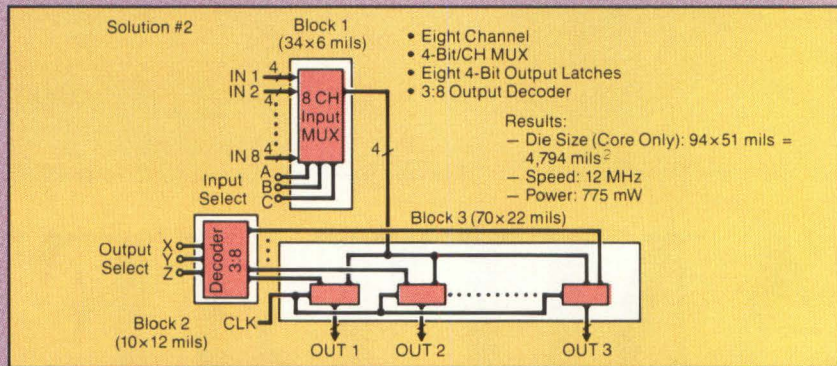 Solution #2
Block 1
(34×6 mils)
• Eight Channel
• 4-Bit/CH MUX
• Eight 4-Bit Output Latches
• 3:8 Output Decoder
4
IN 1
4
IN 2
8 CH
Input
MUX
4
IN 8
A
B
C
Input
Select
4
Results:
– Die Size (Core Only): 94×51 mils =
4,794 mils²
– Speed: 12 MHz
– Power: 775 mW
Block 3 (70×22 mils)
Output
Select
X
Y
Z
Decoder
3:8
Block 2
(10×12 mils)
CLK
OUT 1
OUT 2
OUT 3